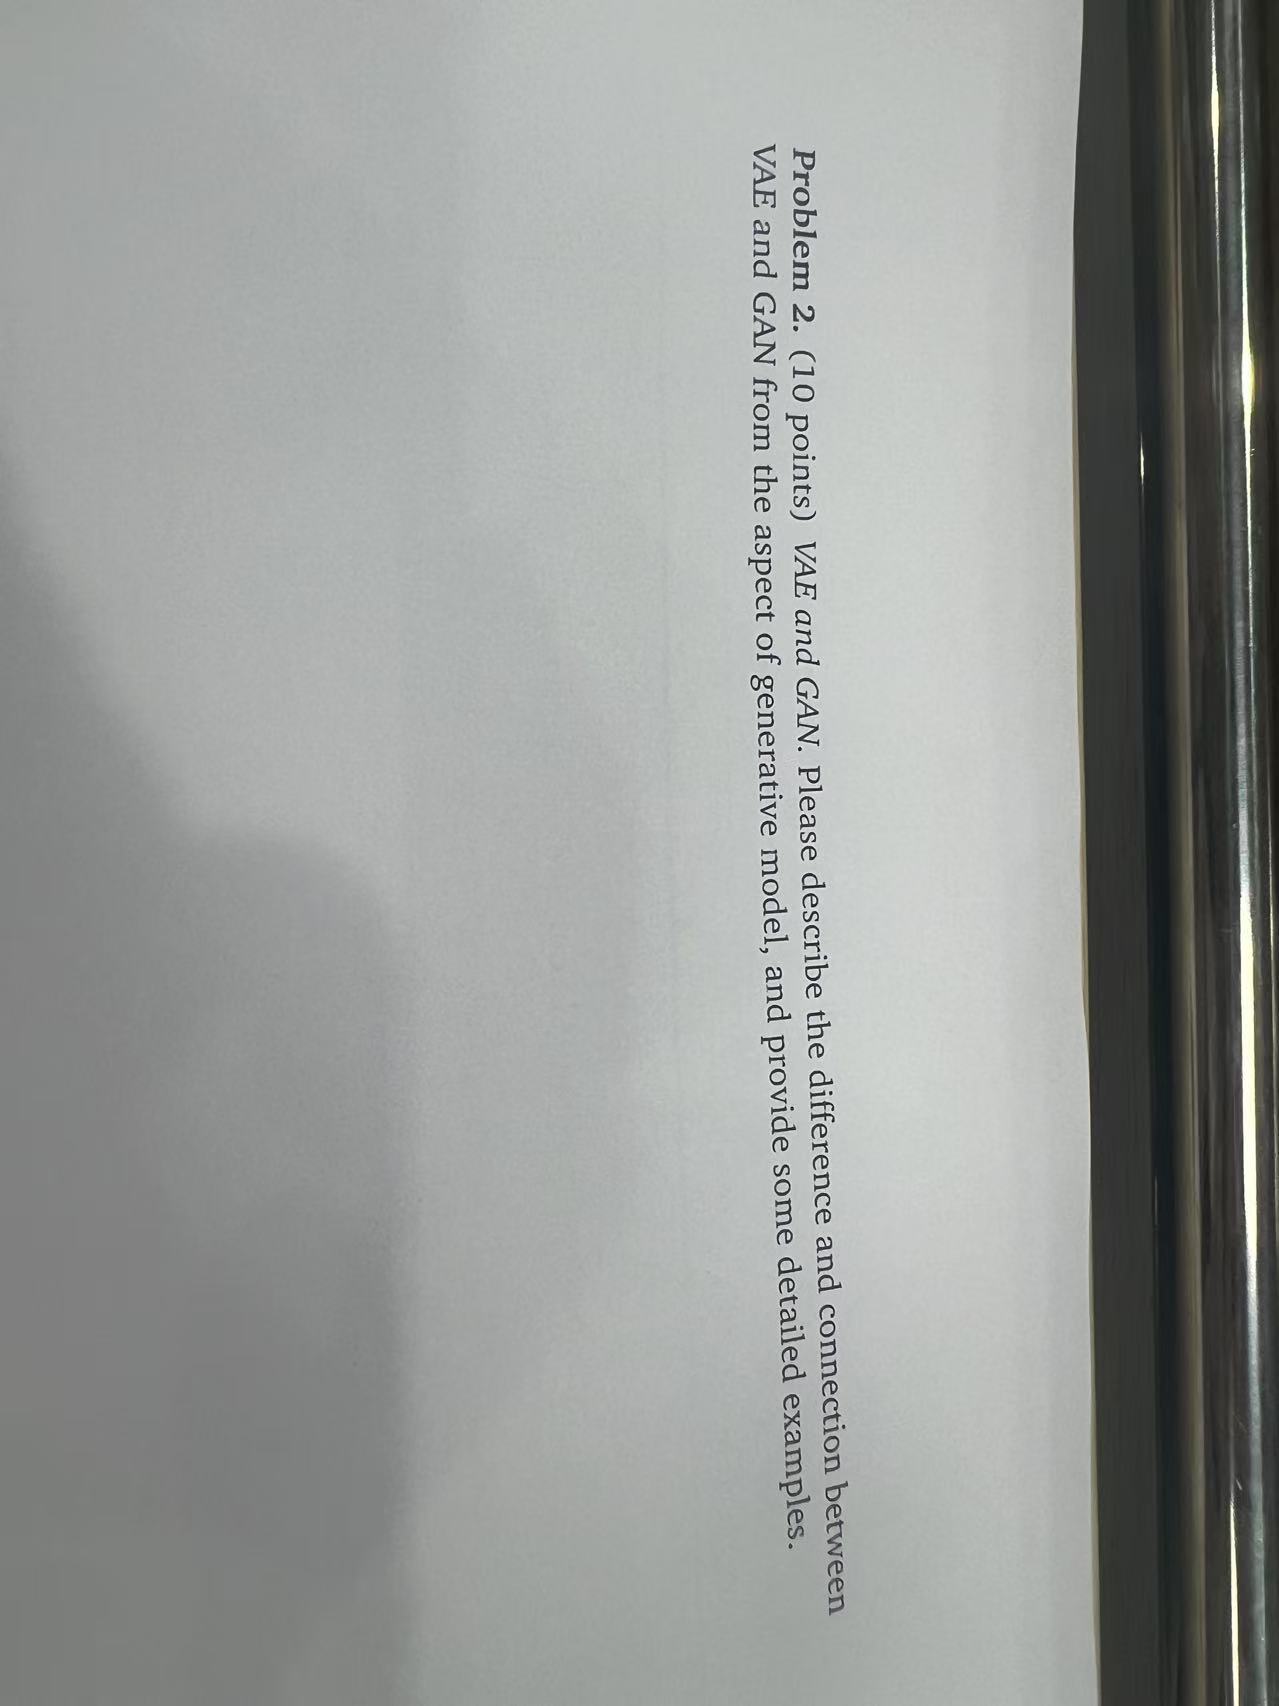 Problem 2. (10 points) VAE and GAN. Please describe the difference and connection between
VAE and GAN from the aspect of generative model, and provide some detailed examples.